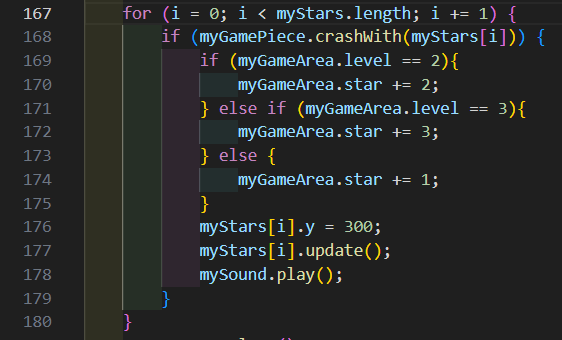 167 for (i = 0; i < myStars.length; i += 1) {
168 if (myGamePiece.crashWith(myStars[i])) {
169 if (myGameArea.level == 2){
170 myGameArea.star += 2;
171 } else if (myGameArea.level == 3){
172 myGameArea.star += 3;
173 } else {
174 myGameArea.star += 1;
175 }
176 myStars[i].y = 300;
177 myStars[i].update();
178 mySound.play();
179 }
180 }